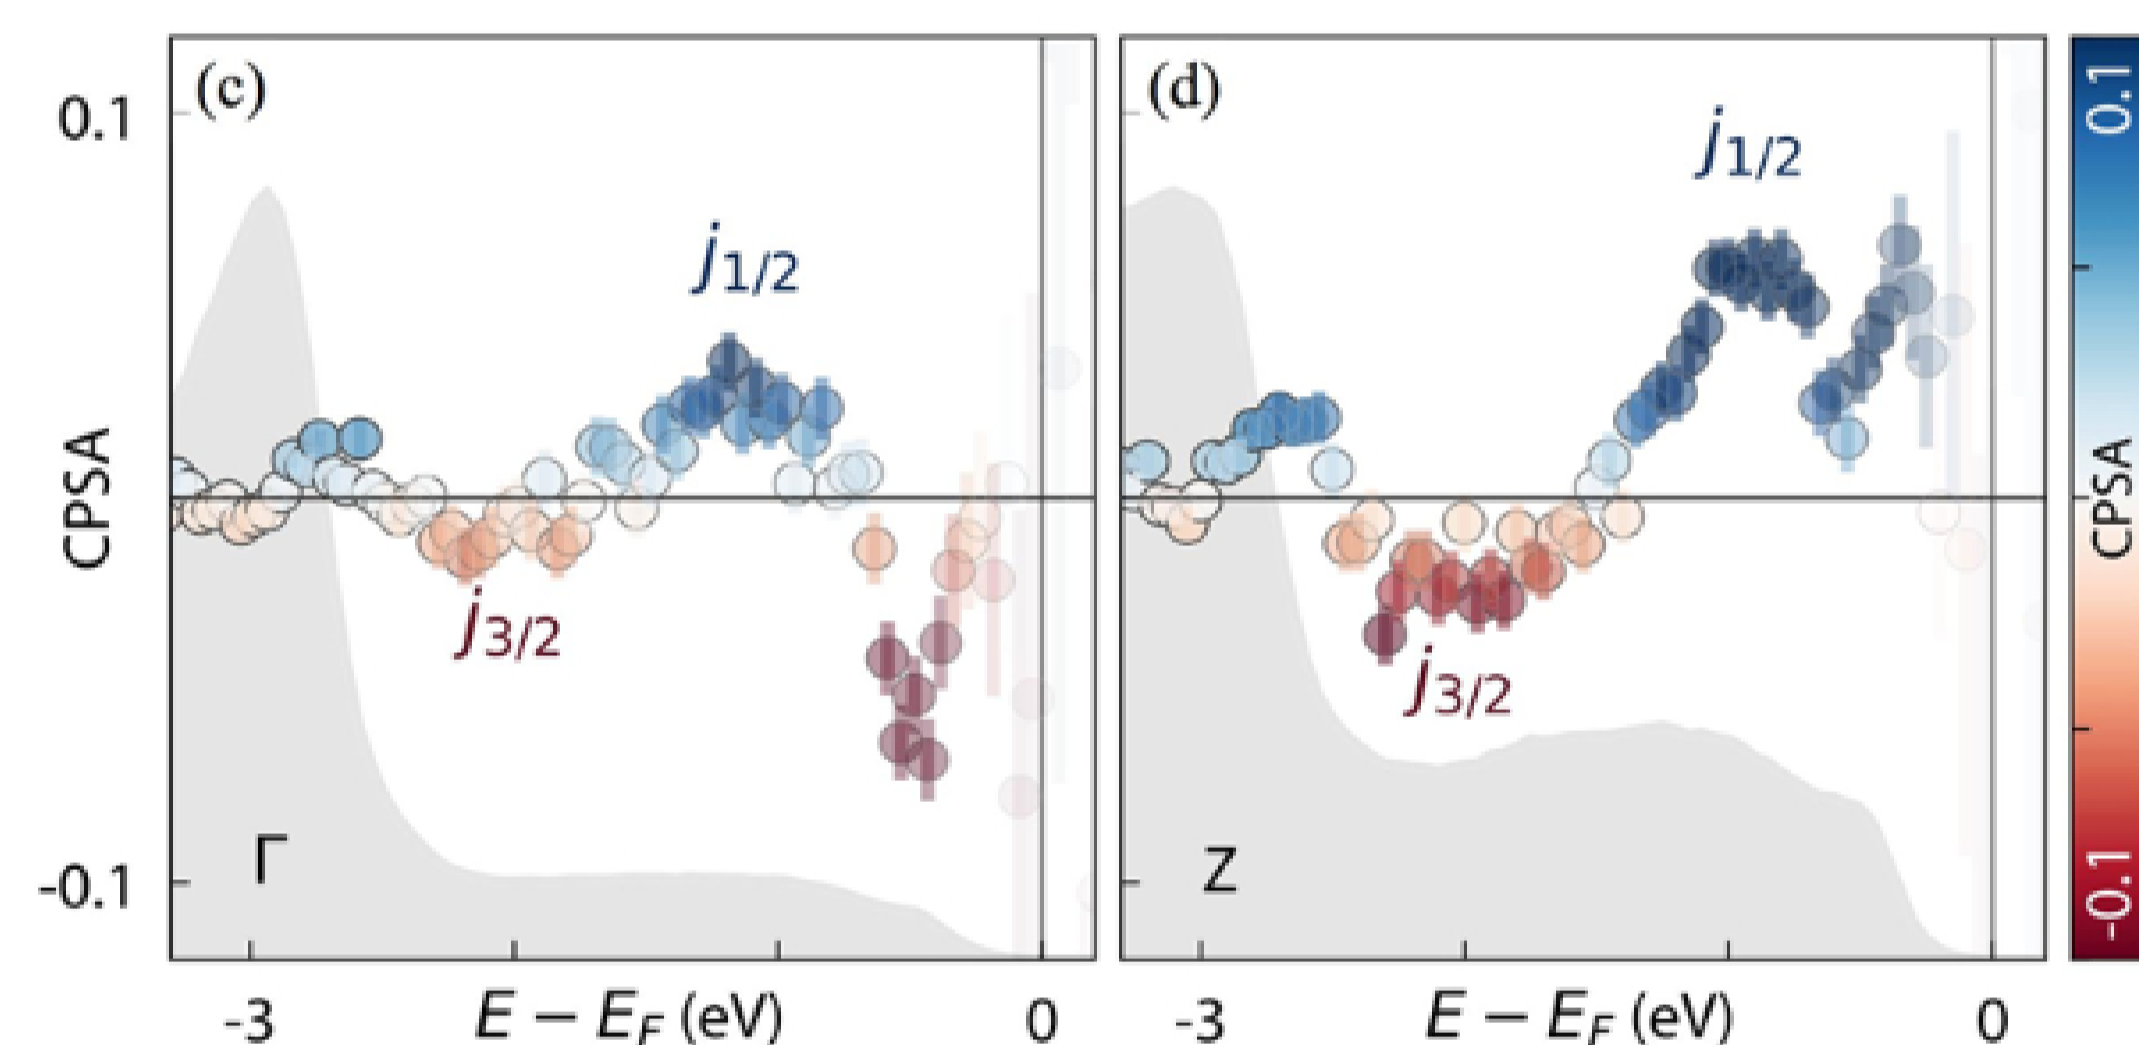 (c)
(d)
0.1
-0.1
CPSA
j1/2
j3/2
Γ
j1/2
j3/2
Z
-3
0
E − EF (eV)
-3
0
E − EF (eV)
0.1
CPSA
-0.1